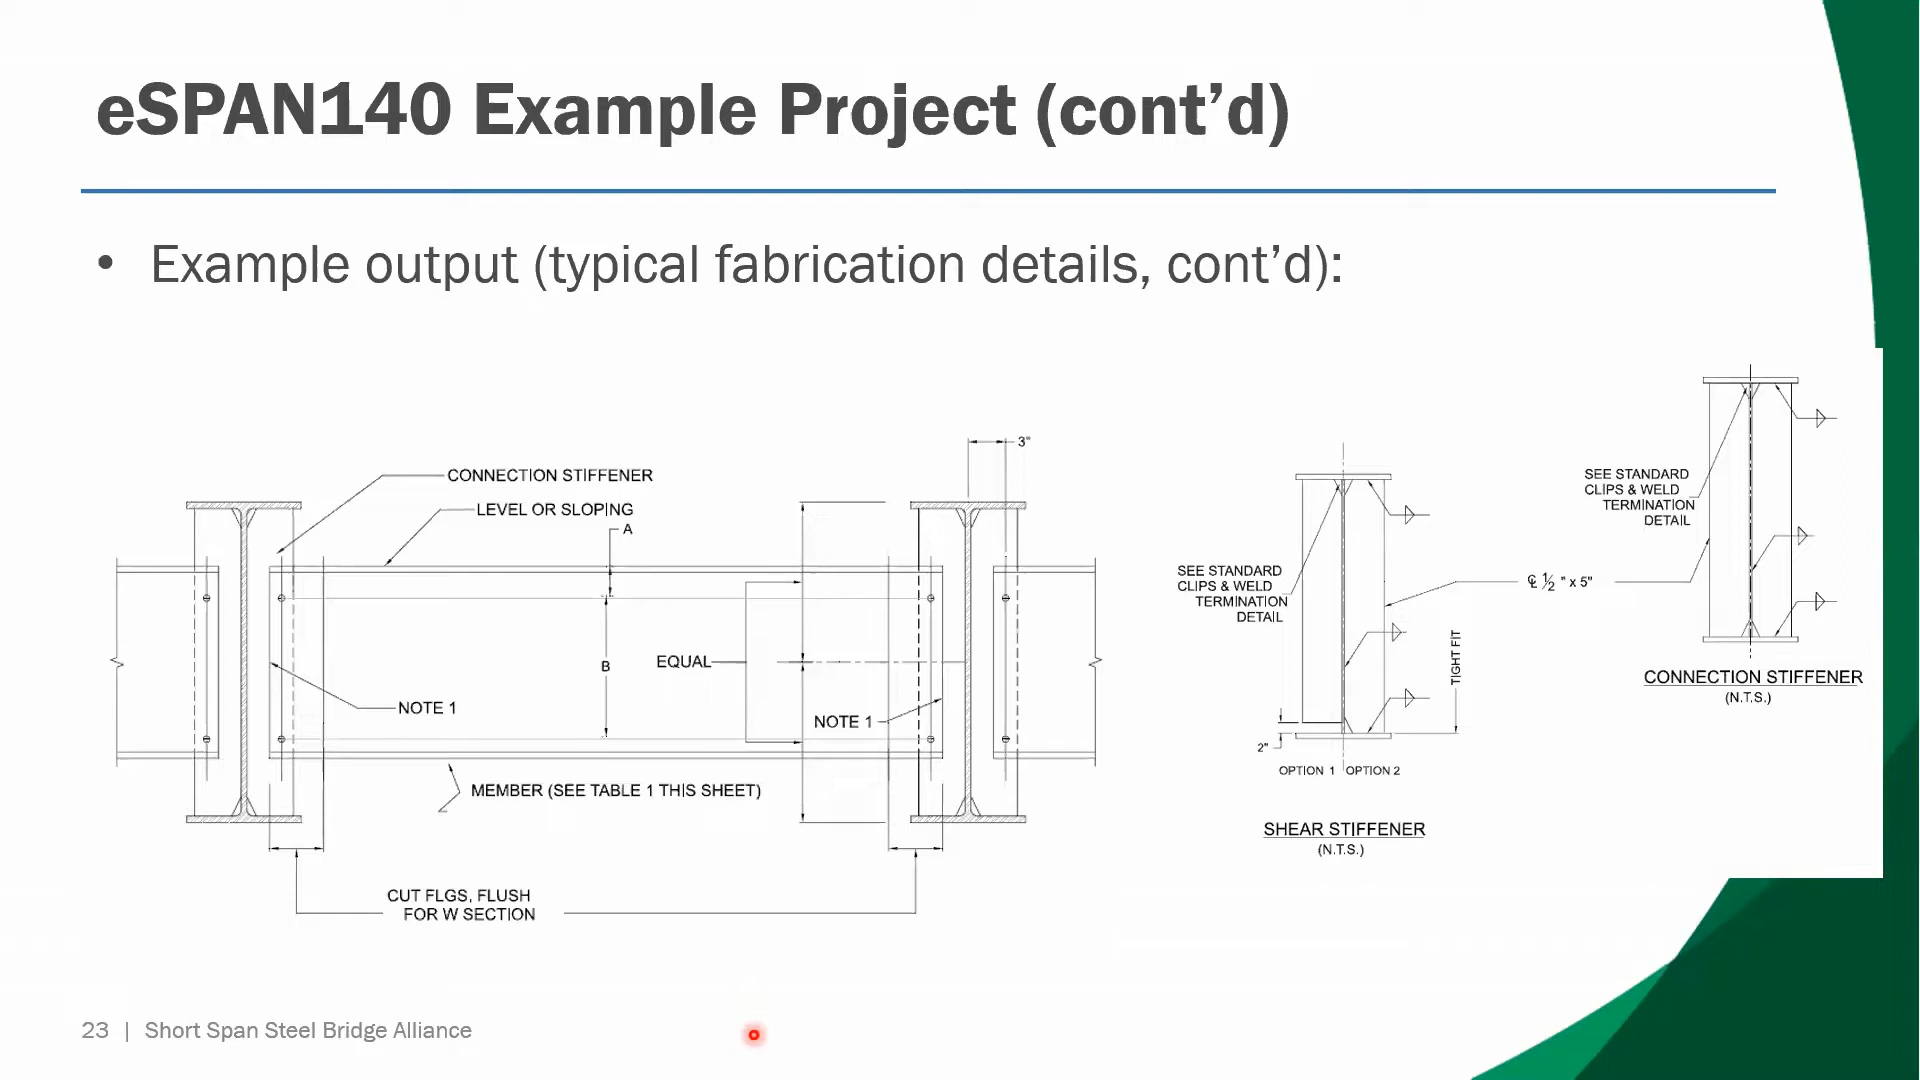 eSPAN140 Example Project (cont’d)
• Example output (typical fabrication details, cont’d):
3"
CONNECTION STIFFENER
LEVEL OR SLOPING
A
B
EQUAL
NOTE 1
NOTE 1
MEMBER (SEE TABLE 1 THIS SHEET)
CUT FLGS, FLUSH
FOR W SECTION
SEE STANDARD
CLIPS & WELD
TERMINATION
DETAIL
TIGHT FIT
2"
OPTION 1
OPTION 2
SHEAR STIFFENER
(N.T.S.)
℄ ½ " x 5"
SEE STANDARD
CLIPS & WELD
TERMINATION
DETAIL
CONNECTION STIFFENER
(N.T.S.)
23 | Short Span Steel Bridge Alliance